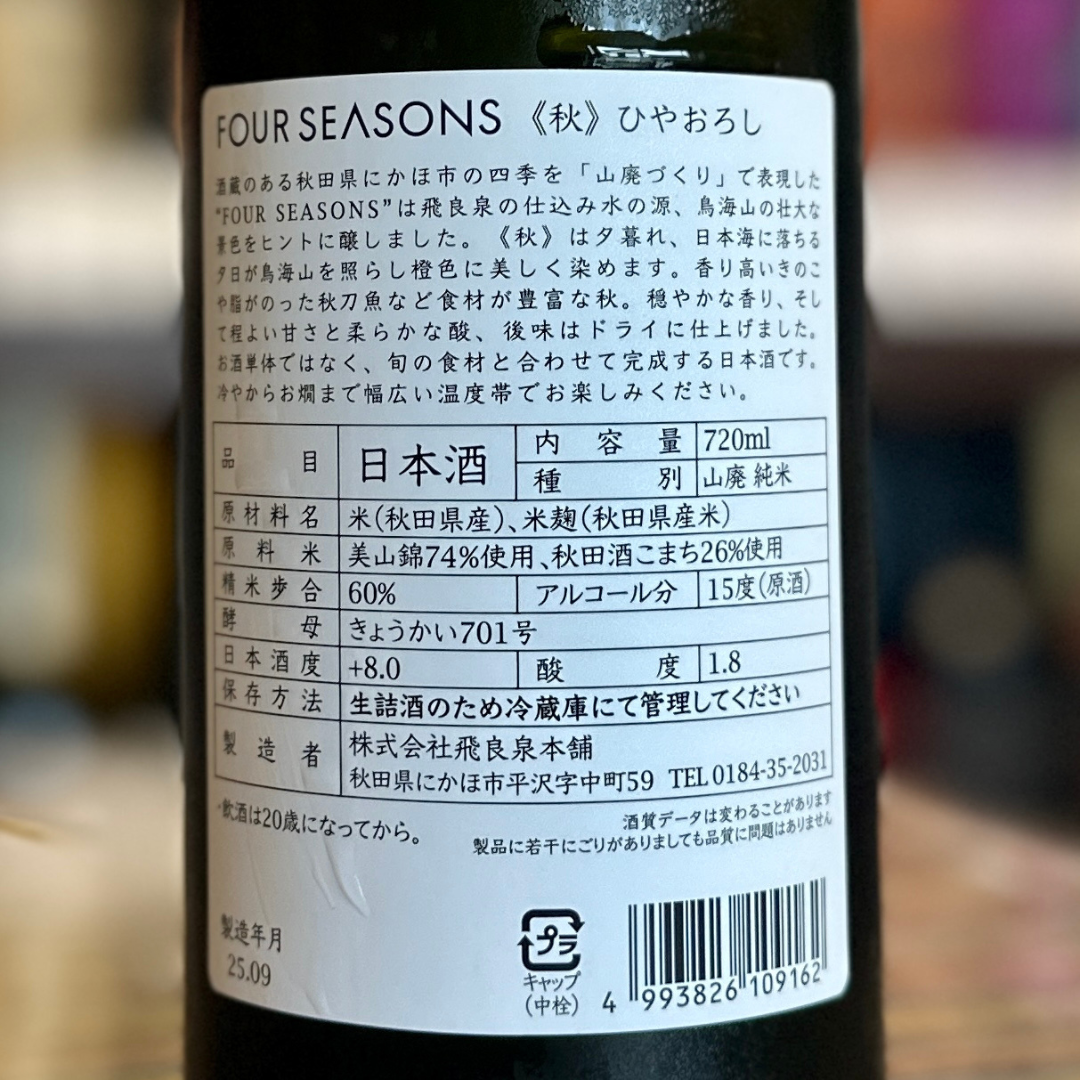 FOUR SEASONS 《秋》ひやおろし
酒蔵のある秋田県にかほ市の四季を「山廃づくり」で表現した
“FOUR SEASONS”は飛良泉の仕込み水の源、鳥海山の壮大な
景色をヒントに醸しました。《秋》は夕暮れ、日本海に落ちる
夕日が鳥海山を照らし橙色に美しく染めます。香り高いきのこ
や脂がのった秋刀魚など食材が豊富な秋。穏やかな香り、そし
て程よい甘さと柔らかな酸、後味はドライに仕上げました。
お酒単体ではなく、旬の食材と合わせて完成する日本酒です。
冷やからお燗まで幅広い温度帯でお楽しみください。
品目 日本酒 内容量 720ml
種別 山廃 純米
原材料名 米(秋田県産)、米麹(秋田県産米)
原料米 美山錦74%使用、秋田酒こまち26%使用
精米歩合 60% アルコール分 15度(原酒)
酵母 きょうかい701号
日本酒度 +8.0 酸度 1.8
保存方法 生詰酒のため冷蔵庫にて管理してください
製造者 株式会社飛良泉本舗
秋田県にかほ市平沢字中町59 TEL 0184-35-2031
・飲酒は20歳になってから。
酒質データは変わることがあります
製品に若干にごりがありましても品質に問題はありません
製造年月
25.09
プラ
キャップ
(中栓)
4 993826 109162